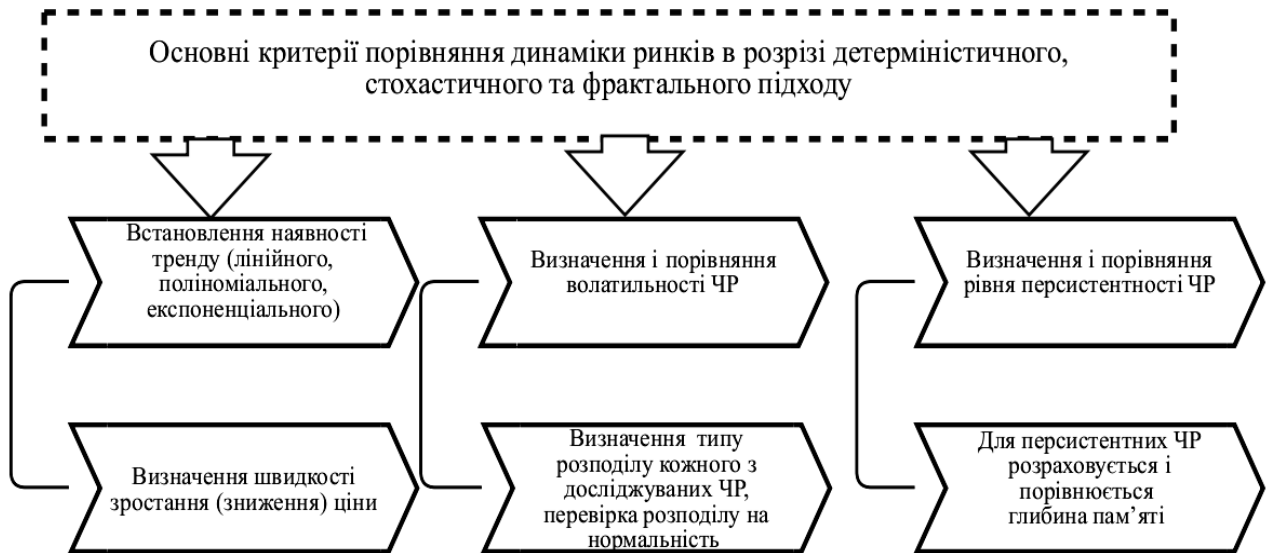 Основні критерії порівняння динаміки ринків в розрізі детерміністичного,
стохастичного та фрактального підходу
Встановлення наявності
тренду (лінійного,
поліноміального,
експоненціального)
Визначення і порівняння
волатильності ЧР
Визначення і порівняння
рівня персистентності ЧР
Визначення швидкості
зростання (зниження) ціни
Визначення типу
розподілу кожного з
досліджуваних ЧР,
перевірка розподілу на
нормальність
Для персистентних ЧР
розраховується і
порівнюється
глибина пам’яті